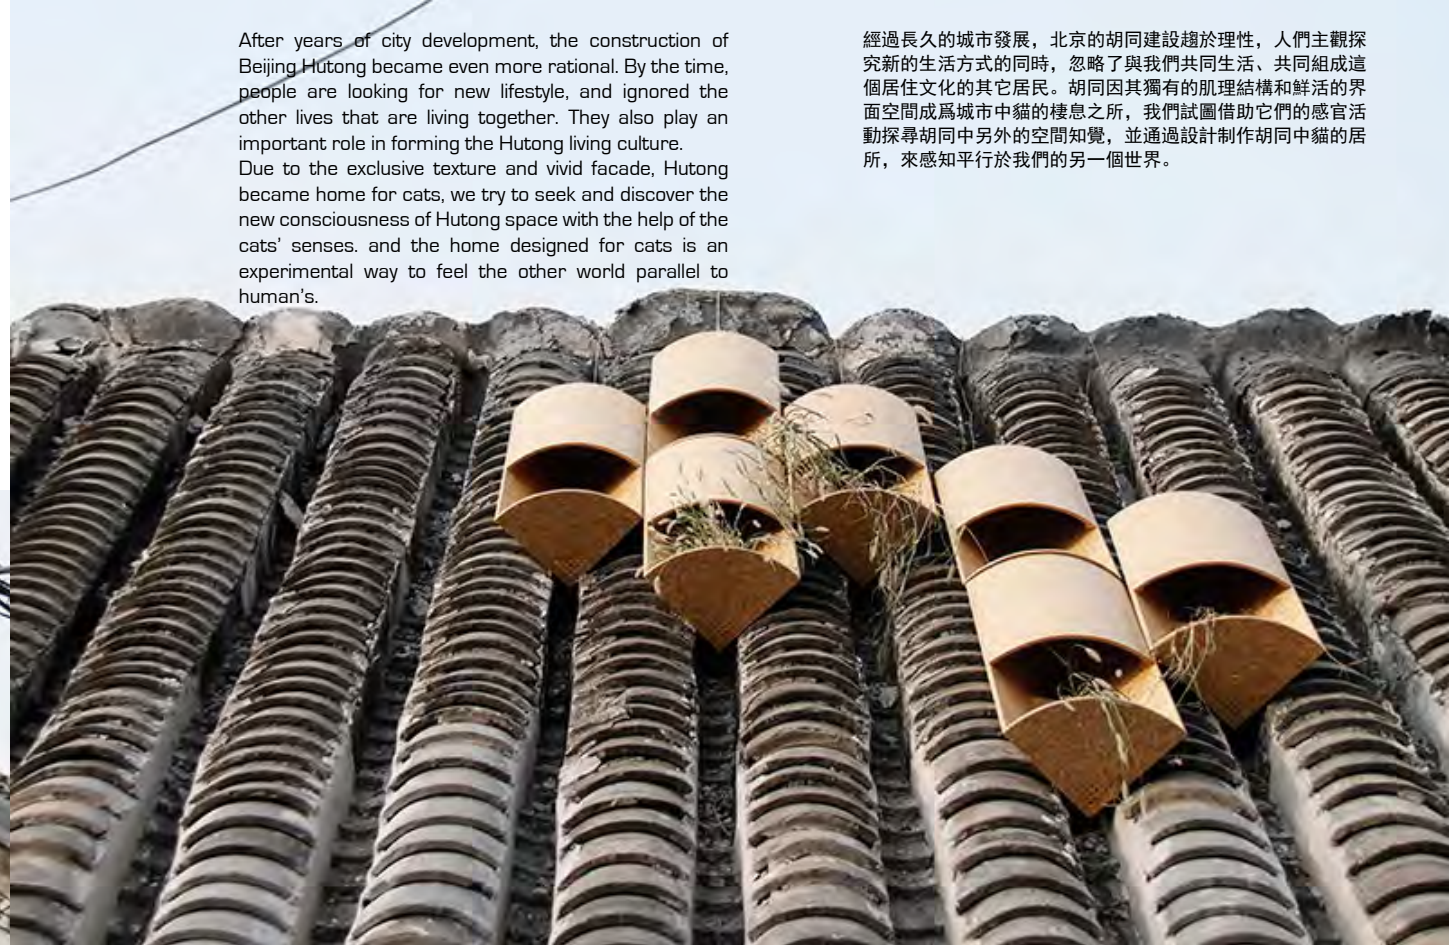 After years of city development, the construction of
Beijing Hutong became even more rational. By the time,
people are looking for new lifestyle, and ignored the
other lives that are living together. They also play an
important role in forming the Hutong living culture.
Due to the exclusive texture and vivid facade, Hutong
became home for cats, we try to seek and discover the
new consciousness of Hutong space with the help of the
cats' senses. and the home designed for cats is an
experimental way to feel the other world parallel to
human's.
經過長久的城市發展，北京的胡同建設趨於理性，人們主觀探
究新的生活方式的同時，忽略了與我們共同生活、共同組成這
個居住文化的其它居民。胡同因其獨有的肌理結構和鮮活的界
面空間成爲城市中貓的棲息之所，我們試圖借助它們的感官活
動探尋胡同中另外的空間知覺，並通過設計制作胡同中貓的居
所，來感知平行於我們的另一個世界。